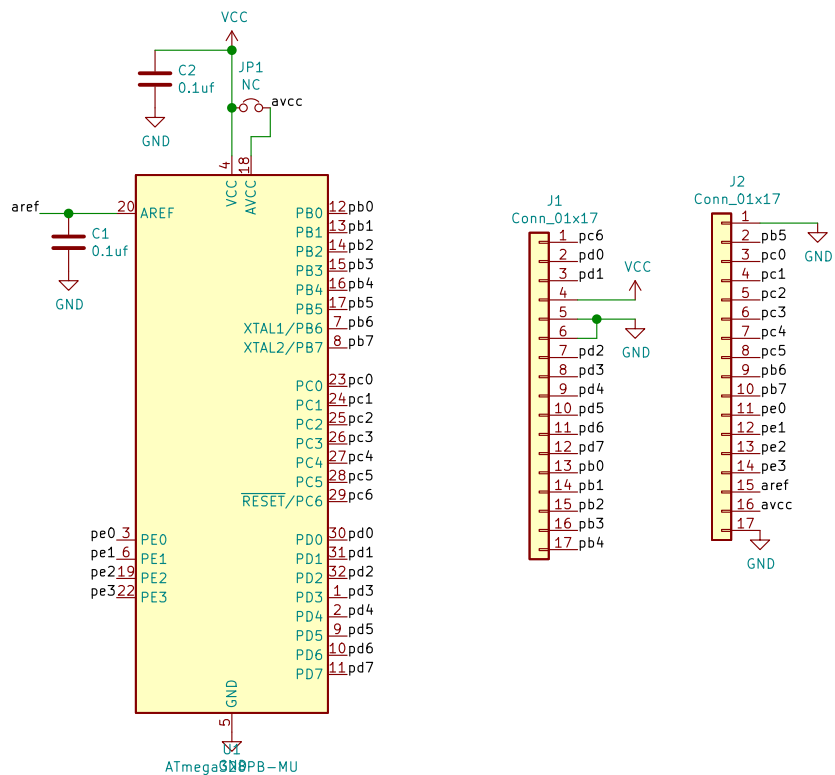 VCC
C2
0.1uf
GND
JP1
NC
avcc
4
18
VCC
AVCC
aref
20
AREF
C1
0.1uf
GND
PB0 12 pb0
PB1 13 pb1
PB2 14 pb2
PB3 15 pb3
PB4 16 pb4
PB5 17 pb5
XTAL1/PB6 7 pb6
XTAL2/PB7 8 pb7
PC0 23 pc0
PC1 24 pc1
PC2 25 pc2
PC3 26 pc3
PC4 27 pc4
PC5 28 pc5
RESET/PC6 29 pc6
pe0 3 PE0
pe1 6 PE1
pe2 19 PE2
pe3 22 PE3
PD0 30 pd0
PD1 31 pd1
PD2 32 pd2
PD3 1 pd3
PD4 2 pd4
PD5 9 pd5
PD6 10 pd6
PD7 11 pd7
GND
5
U1
GND
ATmega328PB-MU
J1
Conn_01x17
1 pc6
2 pd0
3 pd1
4
VCC
5
6
GND
7 pd2
8 pd3
9 pd4
10 pd5
11 pd6
12 pd7
13 pb0
14 pb1
15 pb2
16 pb3
17 pb4
J2
Conn_01x17
1
GND
2 pb5
3 pc0
4 pc1
5 pc2
6 pc3
7 pc4
8 pc5
9 pb6
10 pb7
11 pe0
12 pe1
13 pe2
14 pe3
15 aref
16 avcc
17
GND